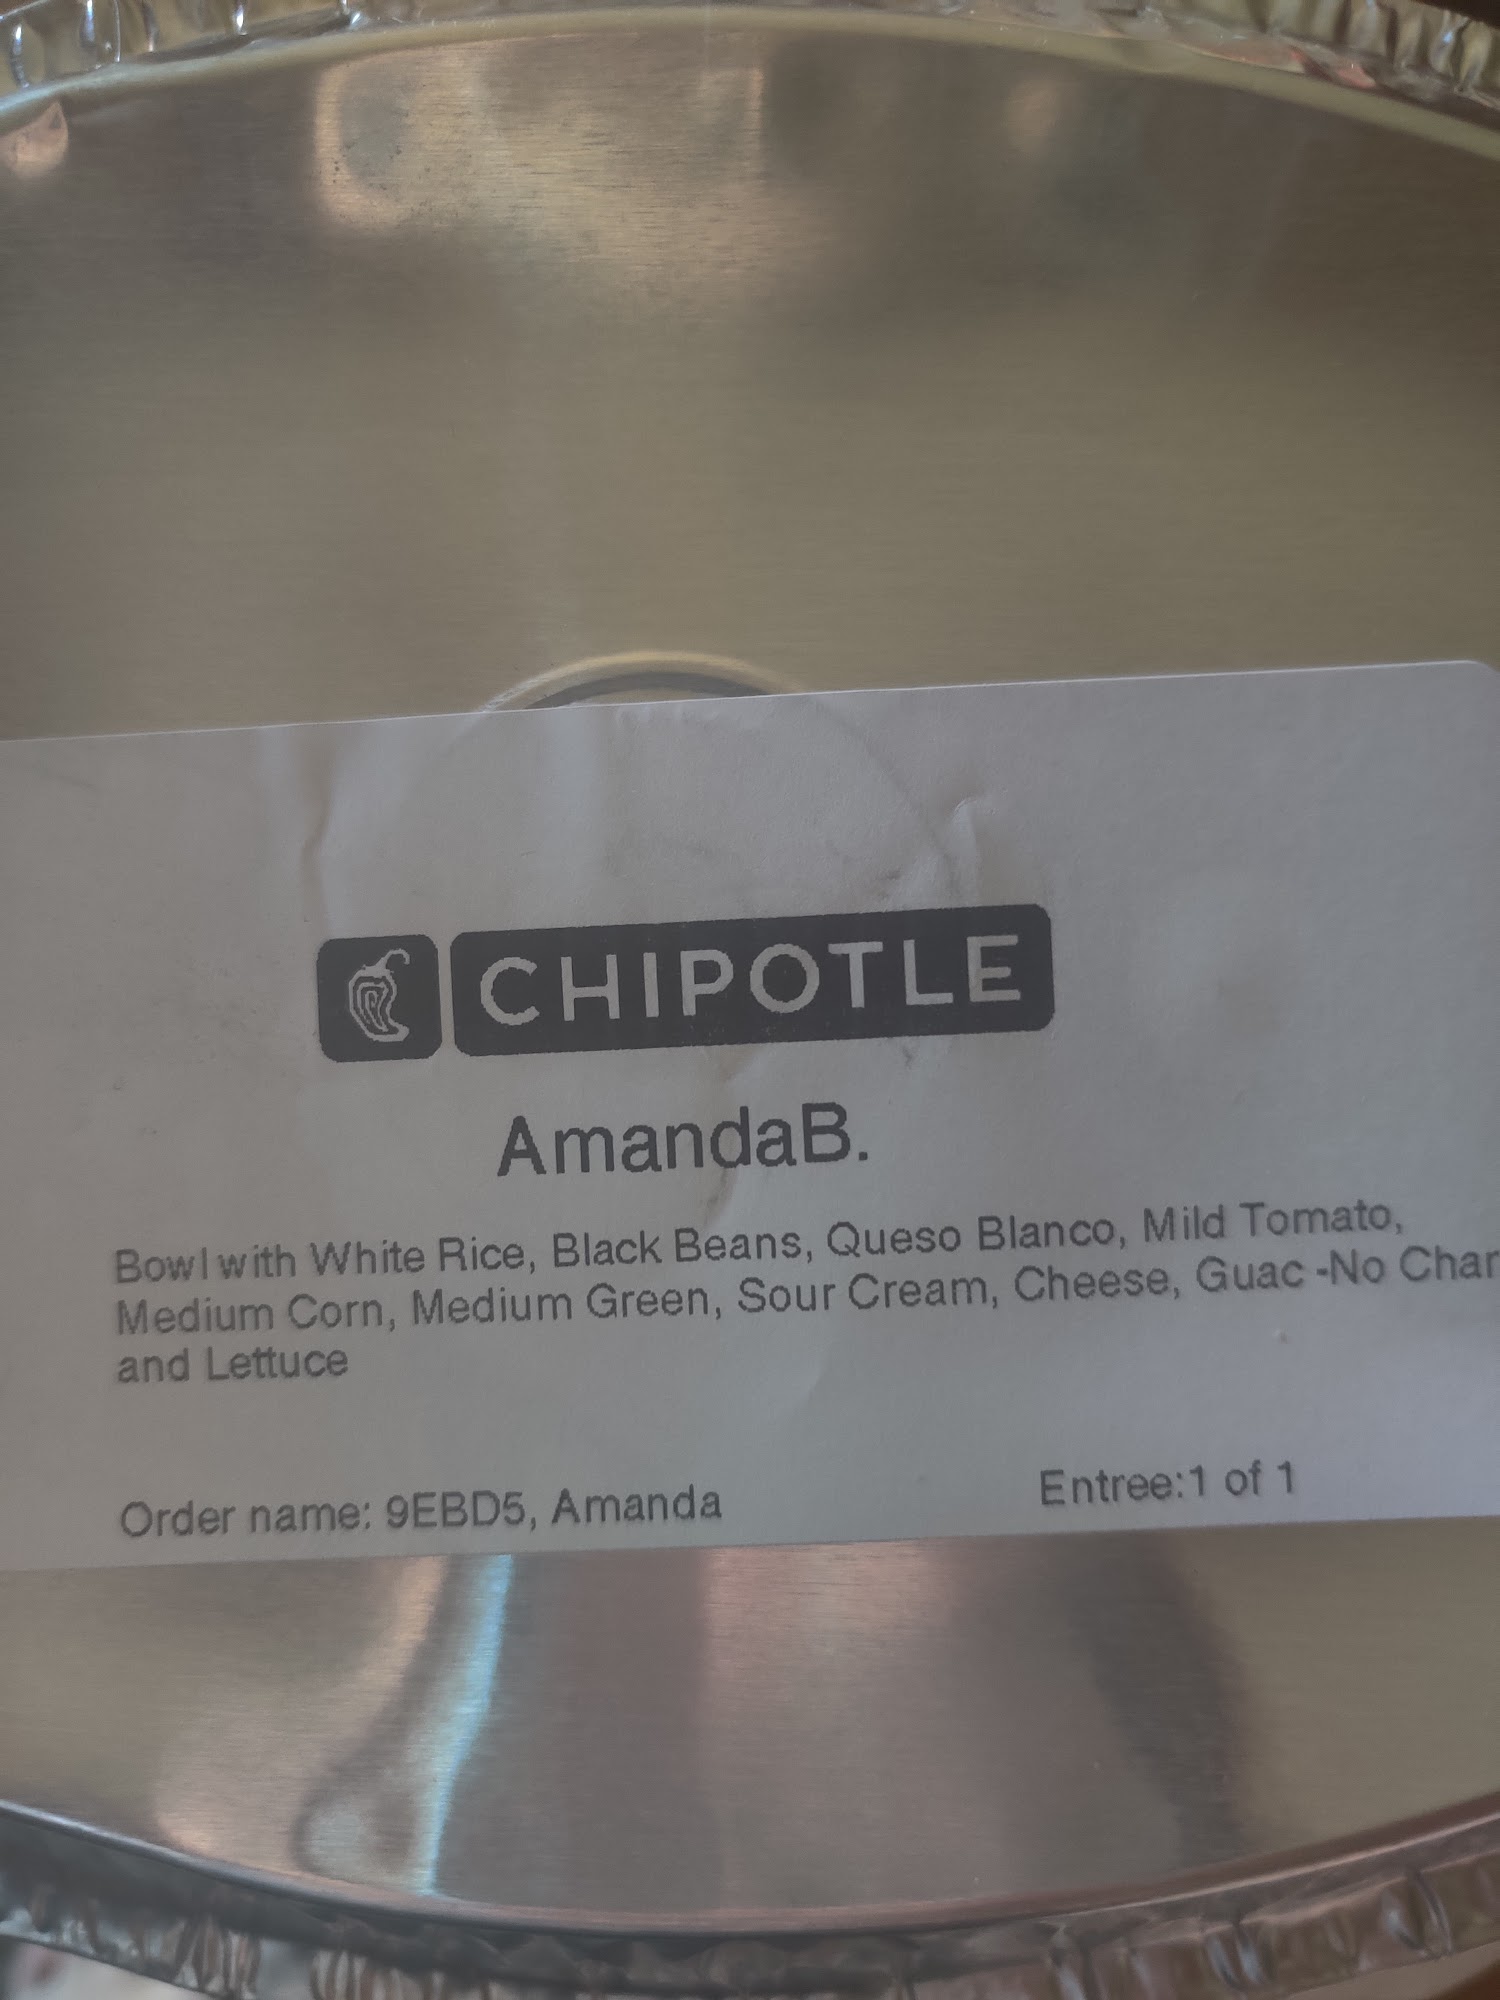 CHIPOTLE
AmandaB.
Bowl with White Rice, Black Beans, Queso Blanco, Mild Tomato,
Medium Corn, Medium Green, Sour Cream, Cheese, Guac -No Char
and Lettuce
Order name: 9EBD5, Amanda
Entree:1 of 1